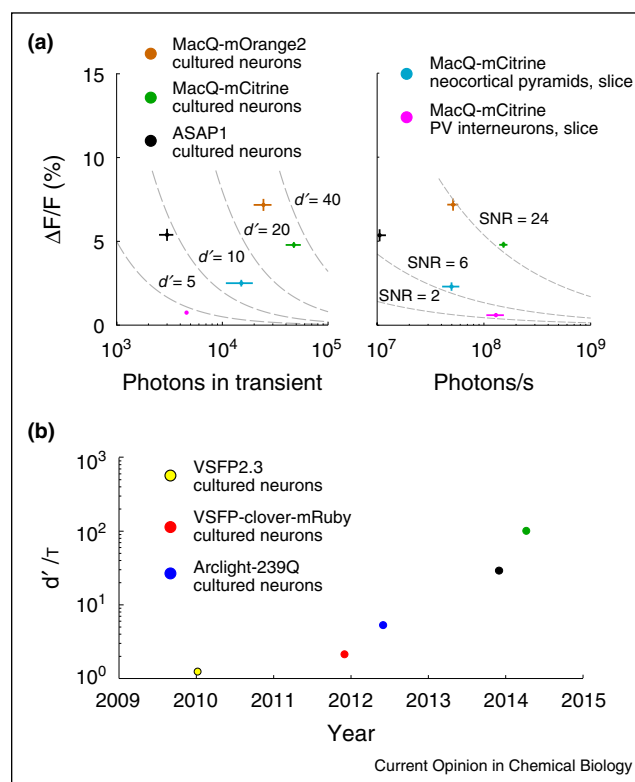 (a)
MacQ-mOrange2
cultured neurons
MacQ-mCitrine
cultured neurons
ASAP1
cultured neurons
MacQ-mCitrine
neocortical pyramids, slice
MacQ-mCitrine
PV interneurons, slice
ΔF/F (%)
15
10
5
0
d′ = 40
d′ = 20
d′ = 10
d′ = 5
10³
10⁴
10⁵
Photons in transient
SNR = 24
SNR = 6
SNR = 2
10⁷
10⁸
10⁹
Photons/s
(b)
VSFP2.3
cultured neurons
VSFP-clover-mRuby
cultured neurons
Arclight-239Q
cultured neurons
d′ /τ
10³
10²
10¹
10⁰
2009
2010
2011
2012
2013
2014
2015
Year
Current Opinion in Chemical Biology